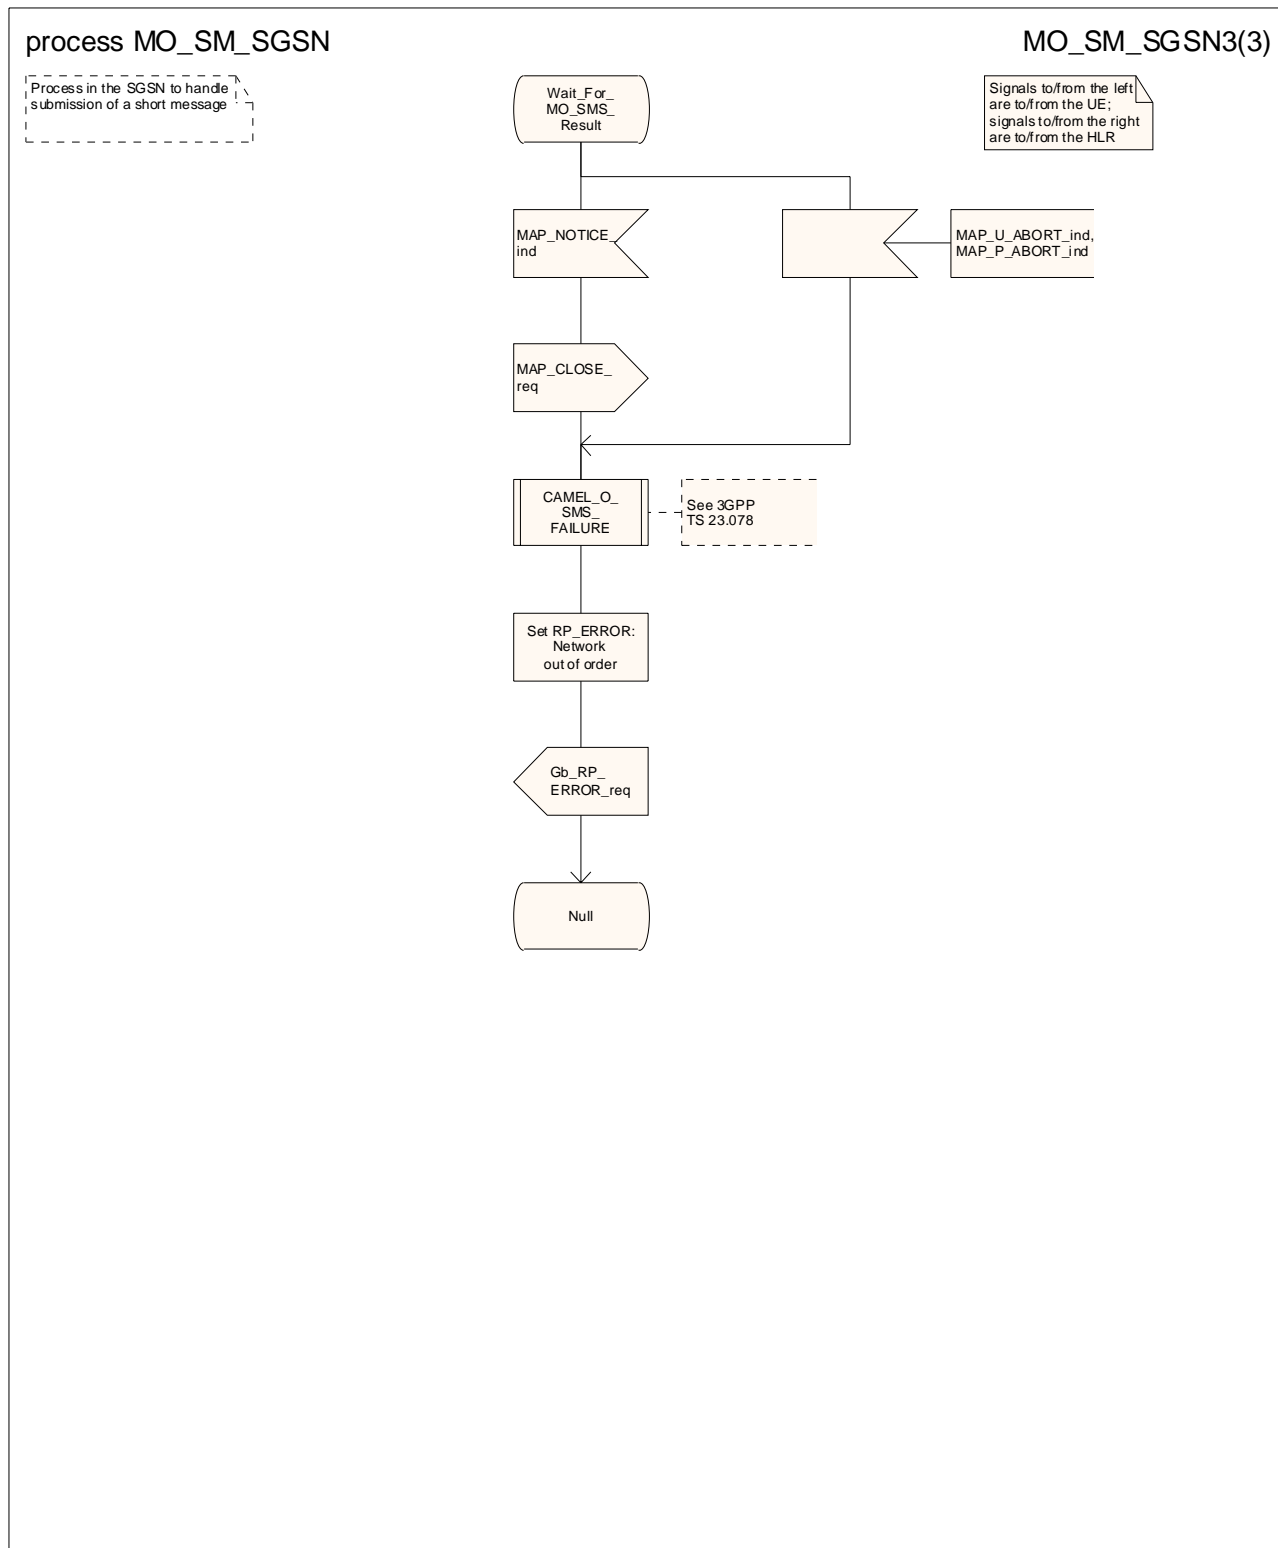 process MO_SM_SGSN
MO_SM_SGSN3(3)
Process in the SGSN to handle
submission of a short message
Wait_For_
MO_SMS_
Result
Signals to/from the left
are to/from the UE;
signals to/from the right
are to/from the HLR
MAP_NOTICE_
ind
MAP_U_ABORT_ind,
MAP_P_ABORT_ind
MAP_CLOSE_
req
CAMEL_O_
SMS_
FAILURE
See 3GPP
TS 23.078
Set RP_ERROR:
Network
out of order
Gb_RP_
ERROR_req
Null